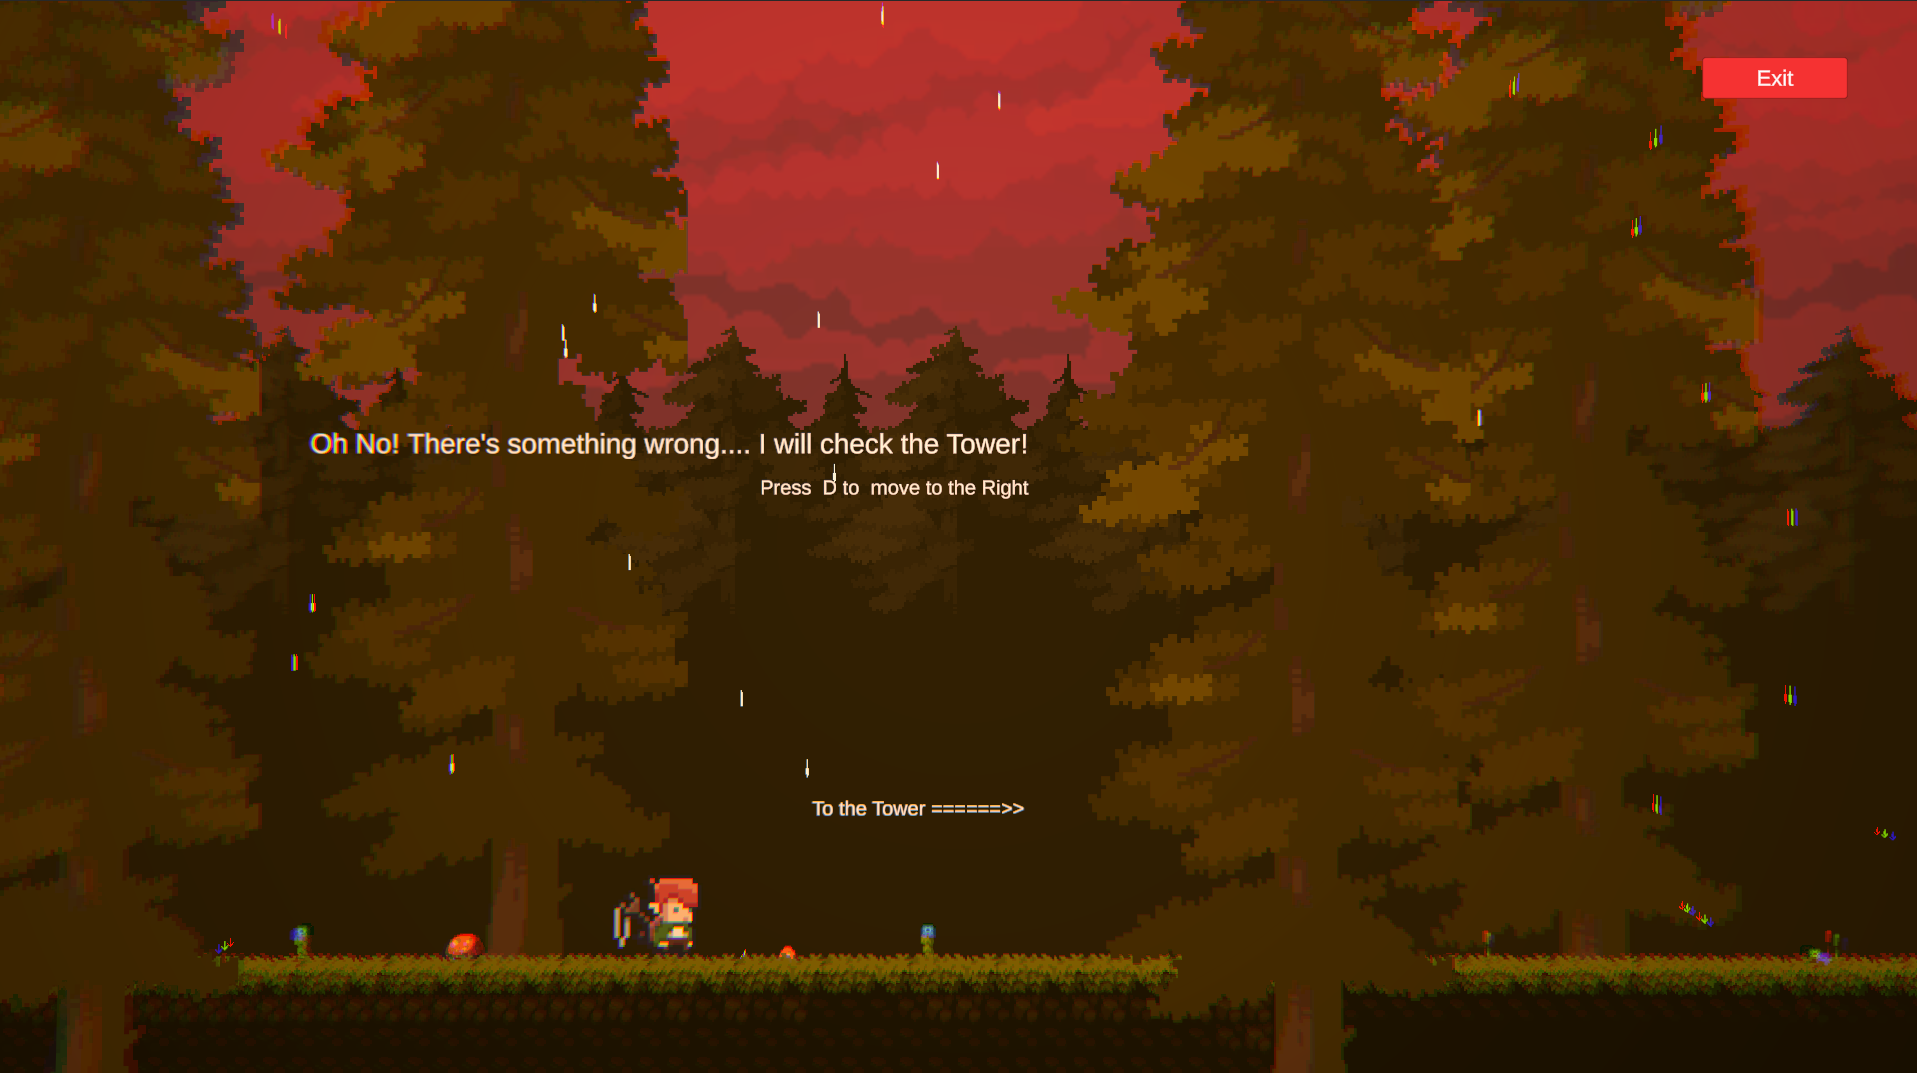 Exit
Oh No! There's something wrong.... I will check the Tower!
Press  D to  move to the Right
To the Tower ======>>